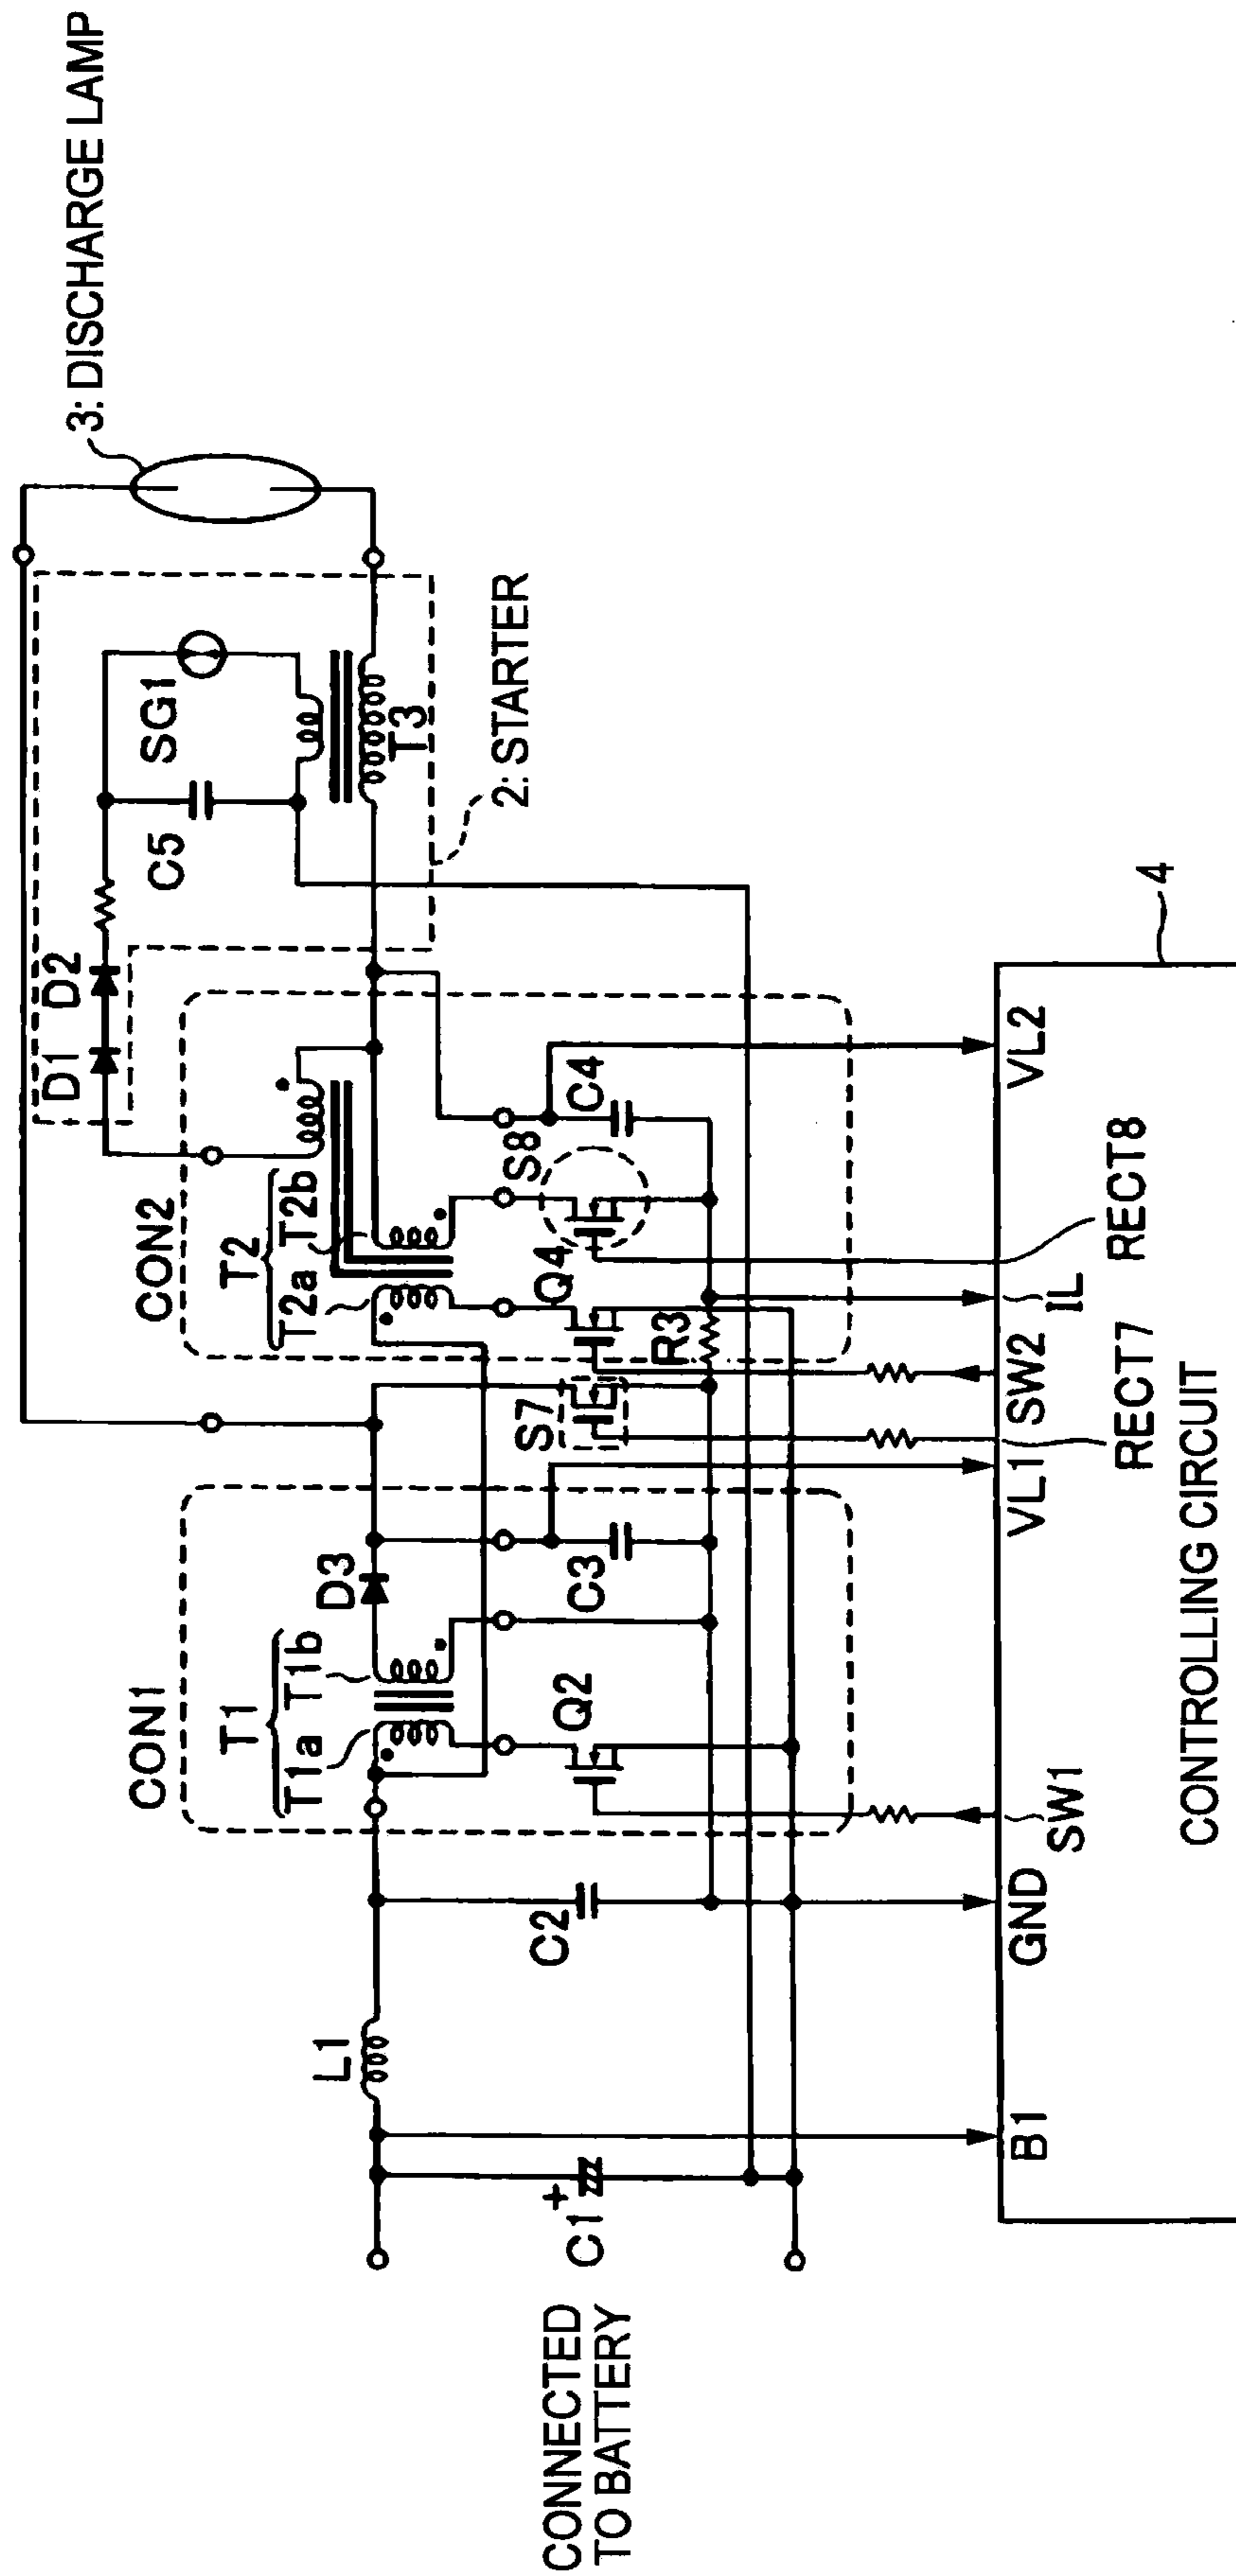 3: DISCHARGE LAMP
D1 D2
SG1
C5
T3
2: STARTER
CON2
T2
T2a T2b
CON1
T1
T1a T1b
D3
L1
S8
C4
Q4
R3
S7
C3
Q2
C2
C1
+
CONNECTED
TO BATTERY
4
B1
GND
SW1
VL1
RECT7
SW2
IL
RECT8
VL2
CONTROLLING CIRCUIT